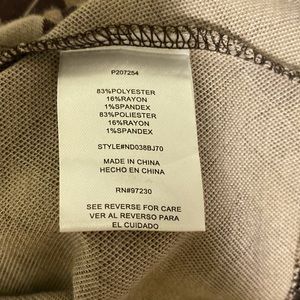 P207254
83%POLYESTER
16%RAYON
1%SPANDEX
83%POLIESTER
16%RAYON
1%SPANDEX
STYLE#ND038BJ70
MADE IN CHINA
HECHO EN CHINA
RN#97230
SEE REVERSE FOR CARE
VER AL REVERSO PARA
EL CUIDADO